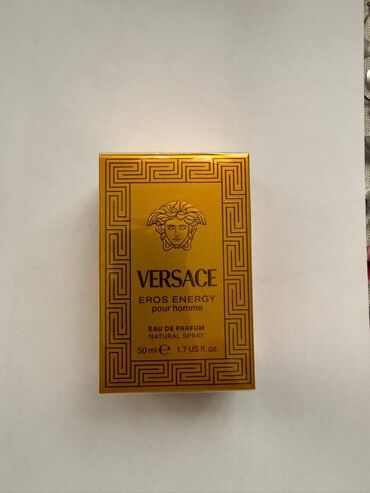 VERSACE
EROS ENERGY
pour homme
EAU DE PARFUM
NATURAL SPRAY
50 ml ℮ 1.7 US fl. oz.